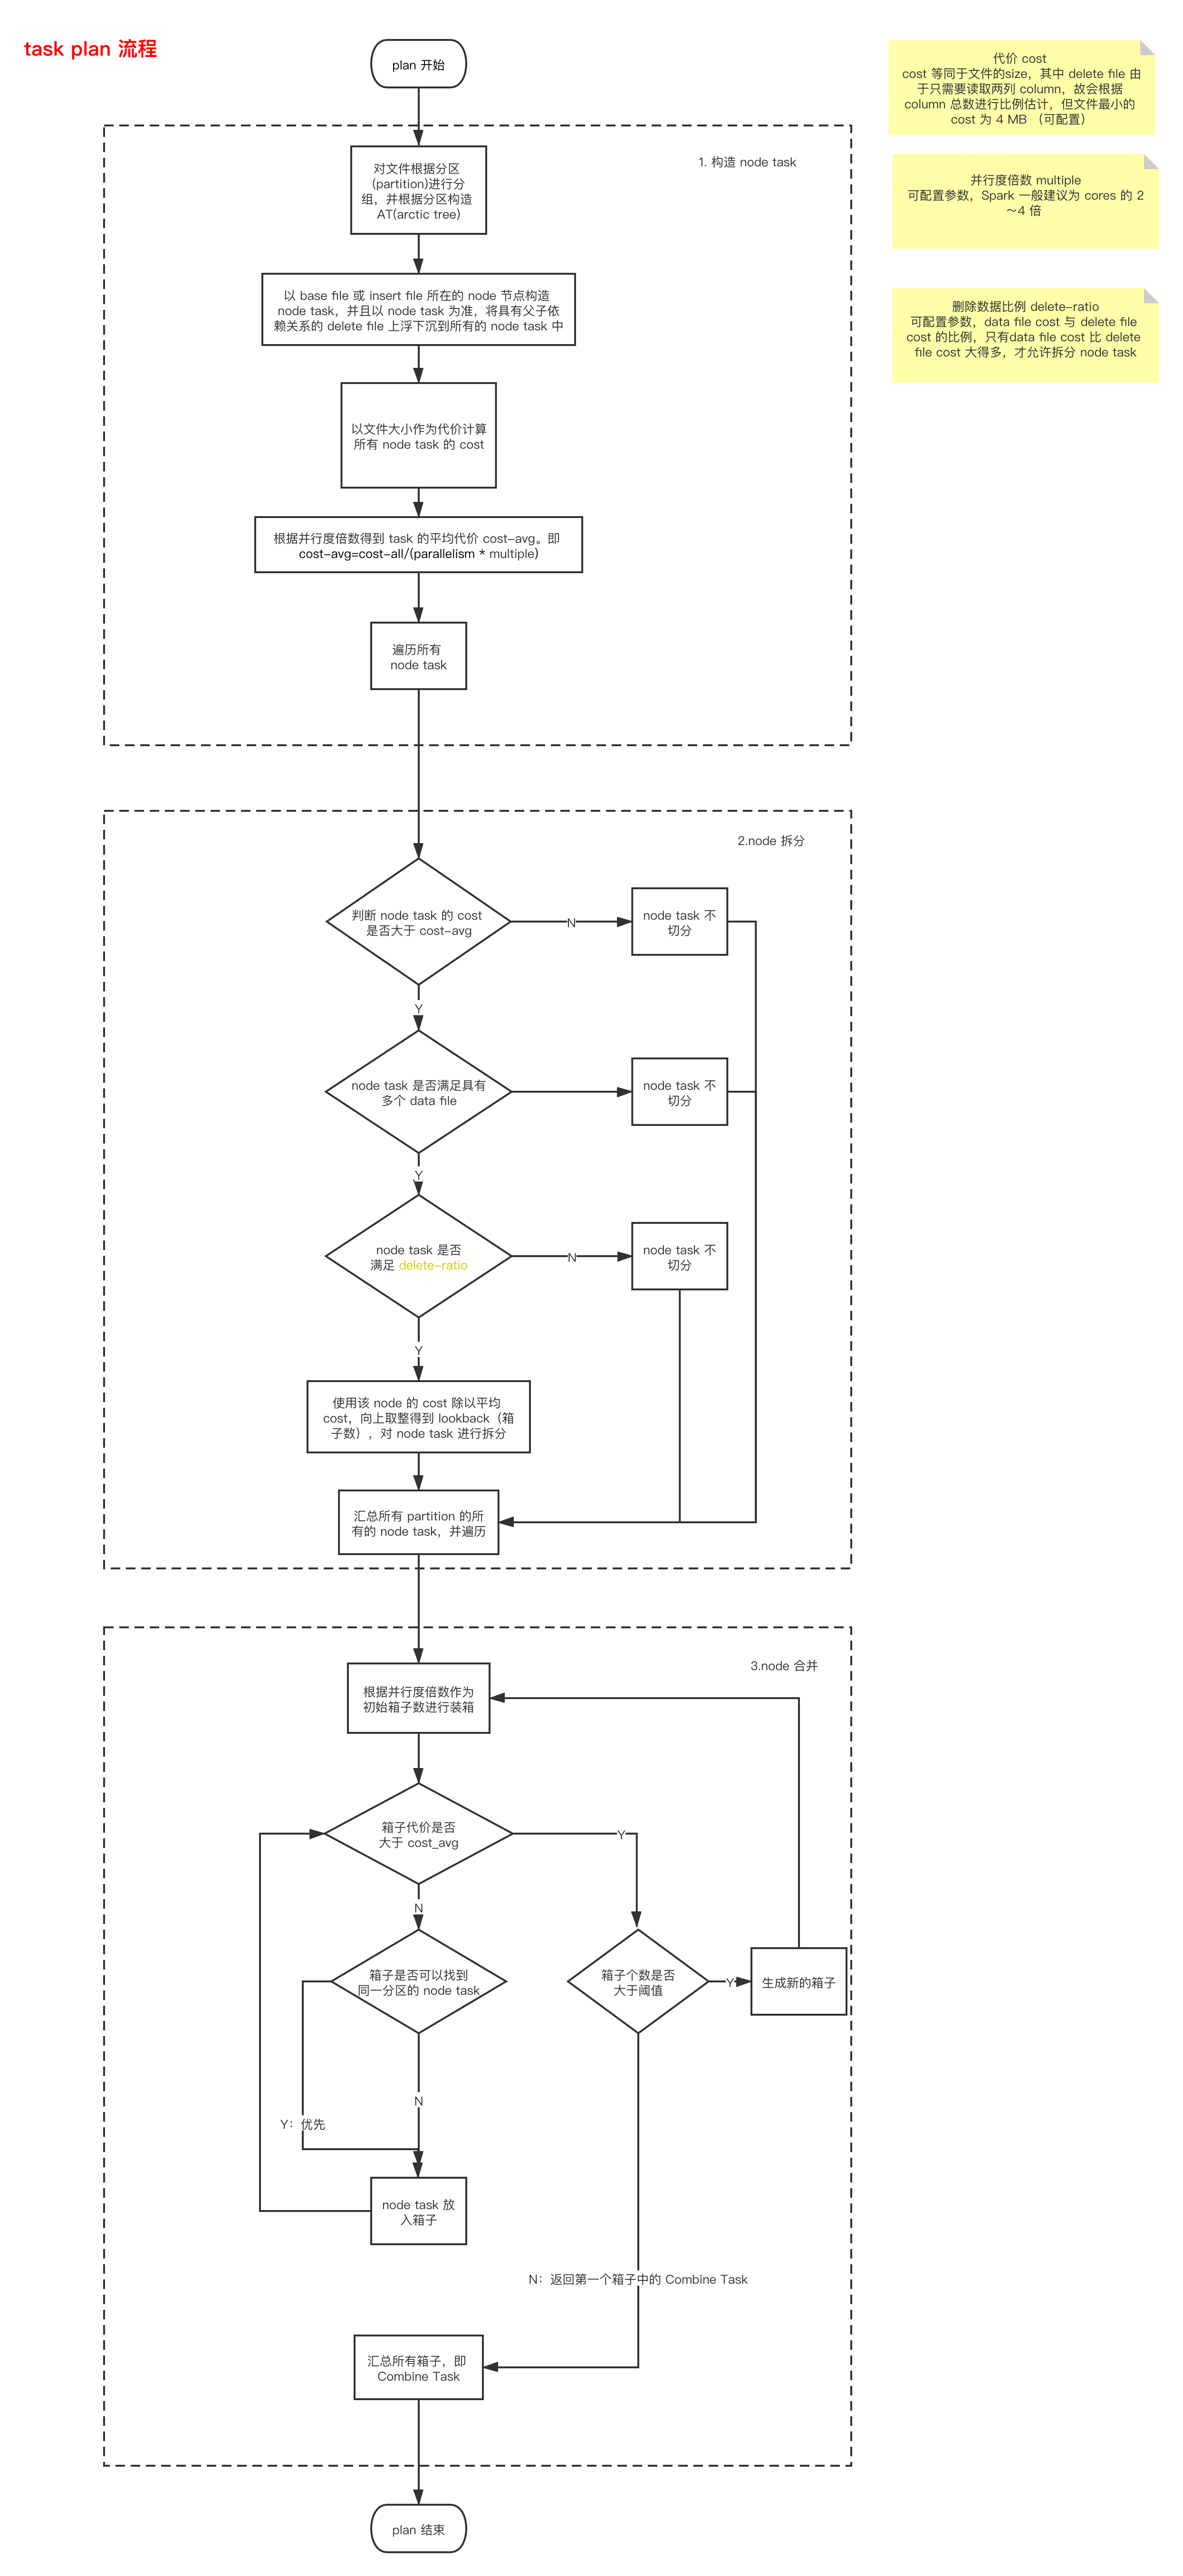 task plan 流程
plan 开始
代价 cost
cost 等同于文件的size，其中 delete file 由
于只需要读取两列 column，故会根据
column 总数进行比例估计，但文件最小的
cost 为 4 MB （可配置）
并行度倍数 multiple
可配置参数，Spark 一般建议为 cores 的 2
～4 倍
删除数据比例 delete-ratio
可配置参数，data file cost 与 delete file
cost 的比例，只有data file cost 比 delete
file cost 大得多，才允许拆分 node task
1. 构造 node task
对文件根据分区
(partition)进行分
组，并根据分区构造
AT(arctic tree)
以 base file 或 insert file 所在的 node 节点构造
node task，并且以 node task 为准，将具有父子依
赖关系的 delete file 上浮下沉到所有的 node task 中
以文件大小作为代价计算
所有 node task 的 cost
根据并行度倍数得到 task 的平均代价 cost-avg。即
cost-avg=cost-all/(parallelism * multiple)
遍历所有
node task
2.node 拆分
判断 node task 的 cost
是否大于 cost-avg
N
node task 不
切分
Y
node task 是否满足具有
多个 data file
node task 不
切分
Y
node task 是否
满足 delete-ratio
N
node task 不
切分
Y
使用该 node 的 cost 除以平均
cost，向上取整得到 lookback（箱
子数），对 node task 进行拆分
汇总所有 partition 的所
有的 node task，并遍历
3.node 合并
根据并行度倍数作为
初始箱子数进行装箱
箱子代价是否
大于 cost_avg
Y
N
箱子是否可以找到
同一分区的 node task
箱子个数是否
大于阈值
Y
生成新的箱子
N
Y：优先
node task 放
入箱子
N：返回第一个箱子中的 Combine Task
汇总所有箱子，即
Combine Task
plan 结束